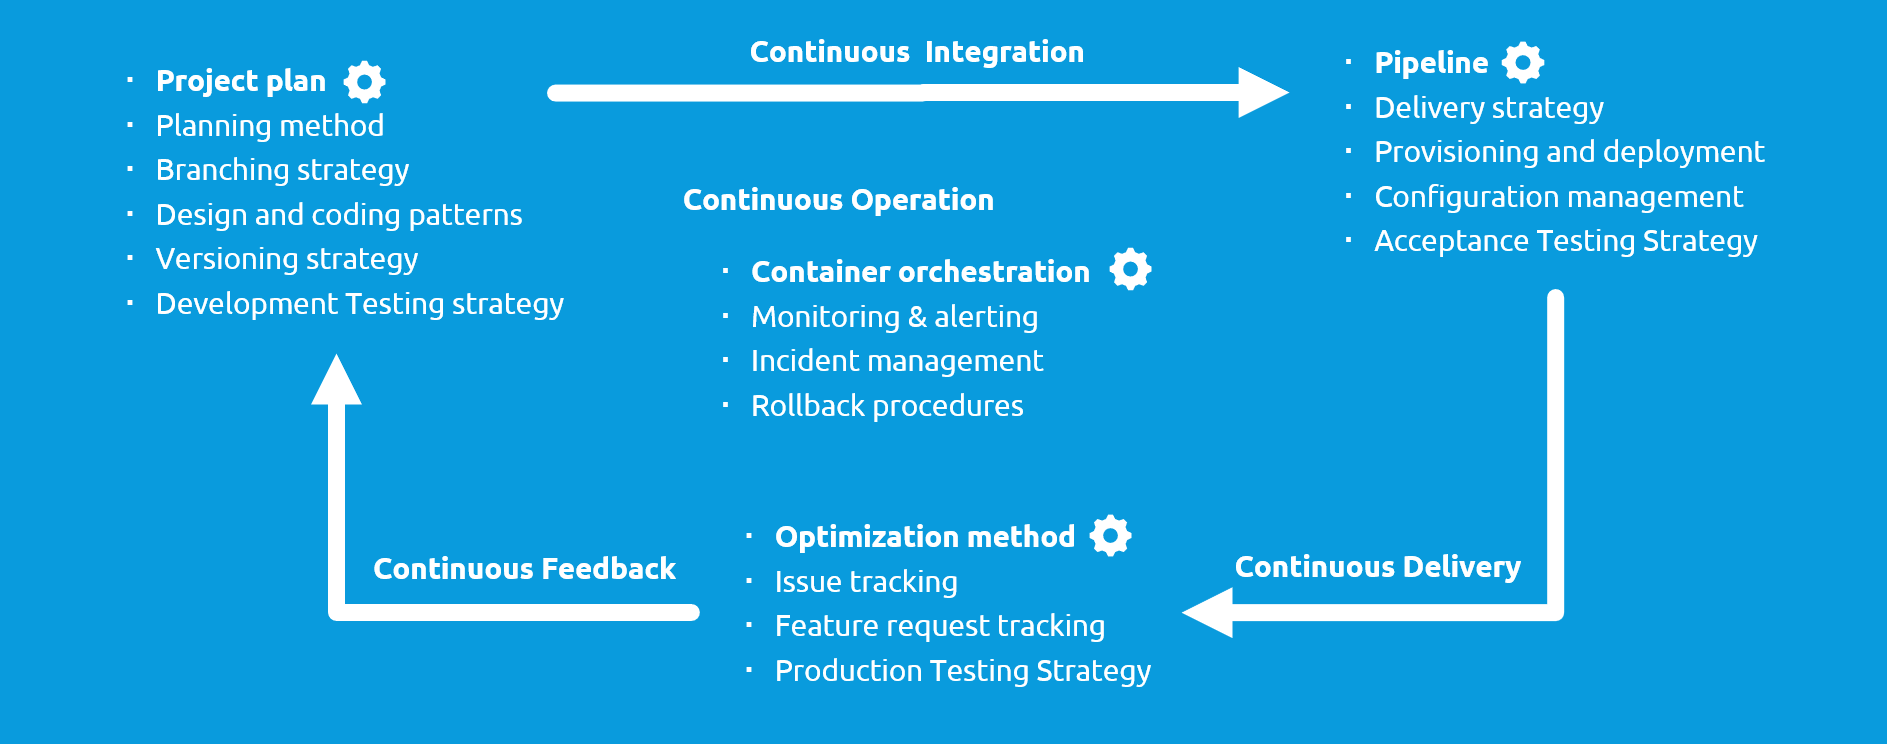 · Project plan
· Planning method
· Branching strategy
· Design and coding patterns
· Versioning strategy
· Development Testing strategy
Continuous Integration
· Pipeline
· Delivery strategy
· Provisioning and deployment
· Configuration management
· Acceptance Testing Strategy
Continuous Operation
· Container orchestration
· Monitoring & alerting
· Incident management
· Rollback procedures
Continuous Delivery
· Optimization method
· Issue tracking
· Feature request tracking
· Production Testing Strategy
Continuous Feedback